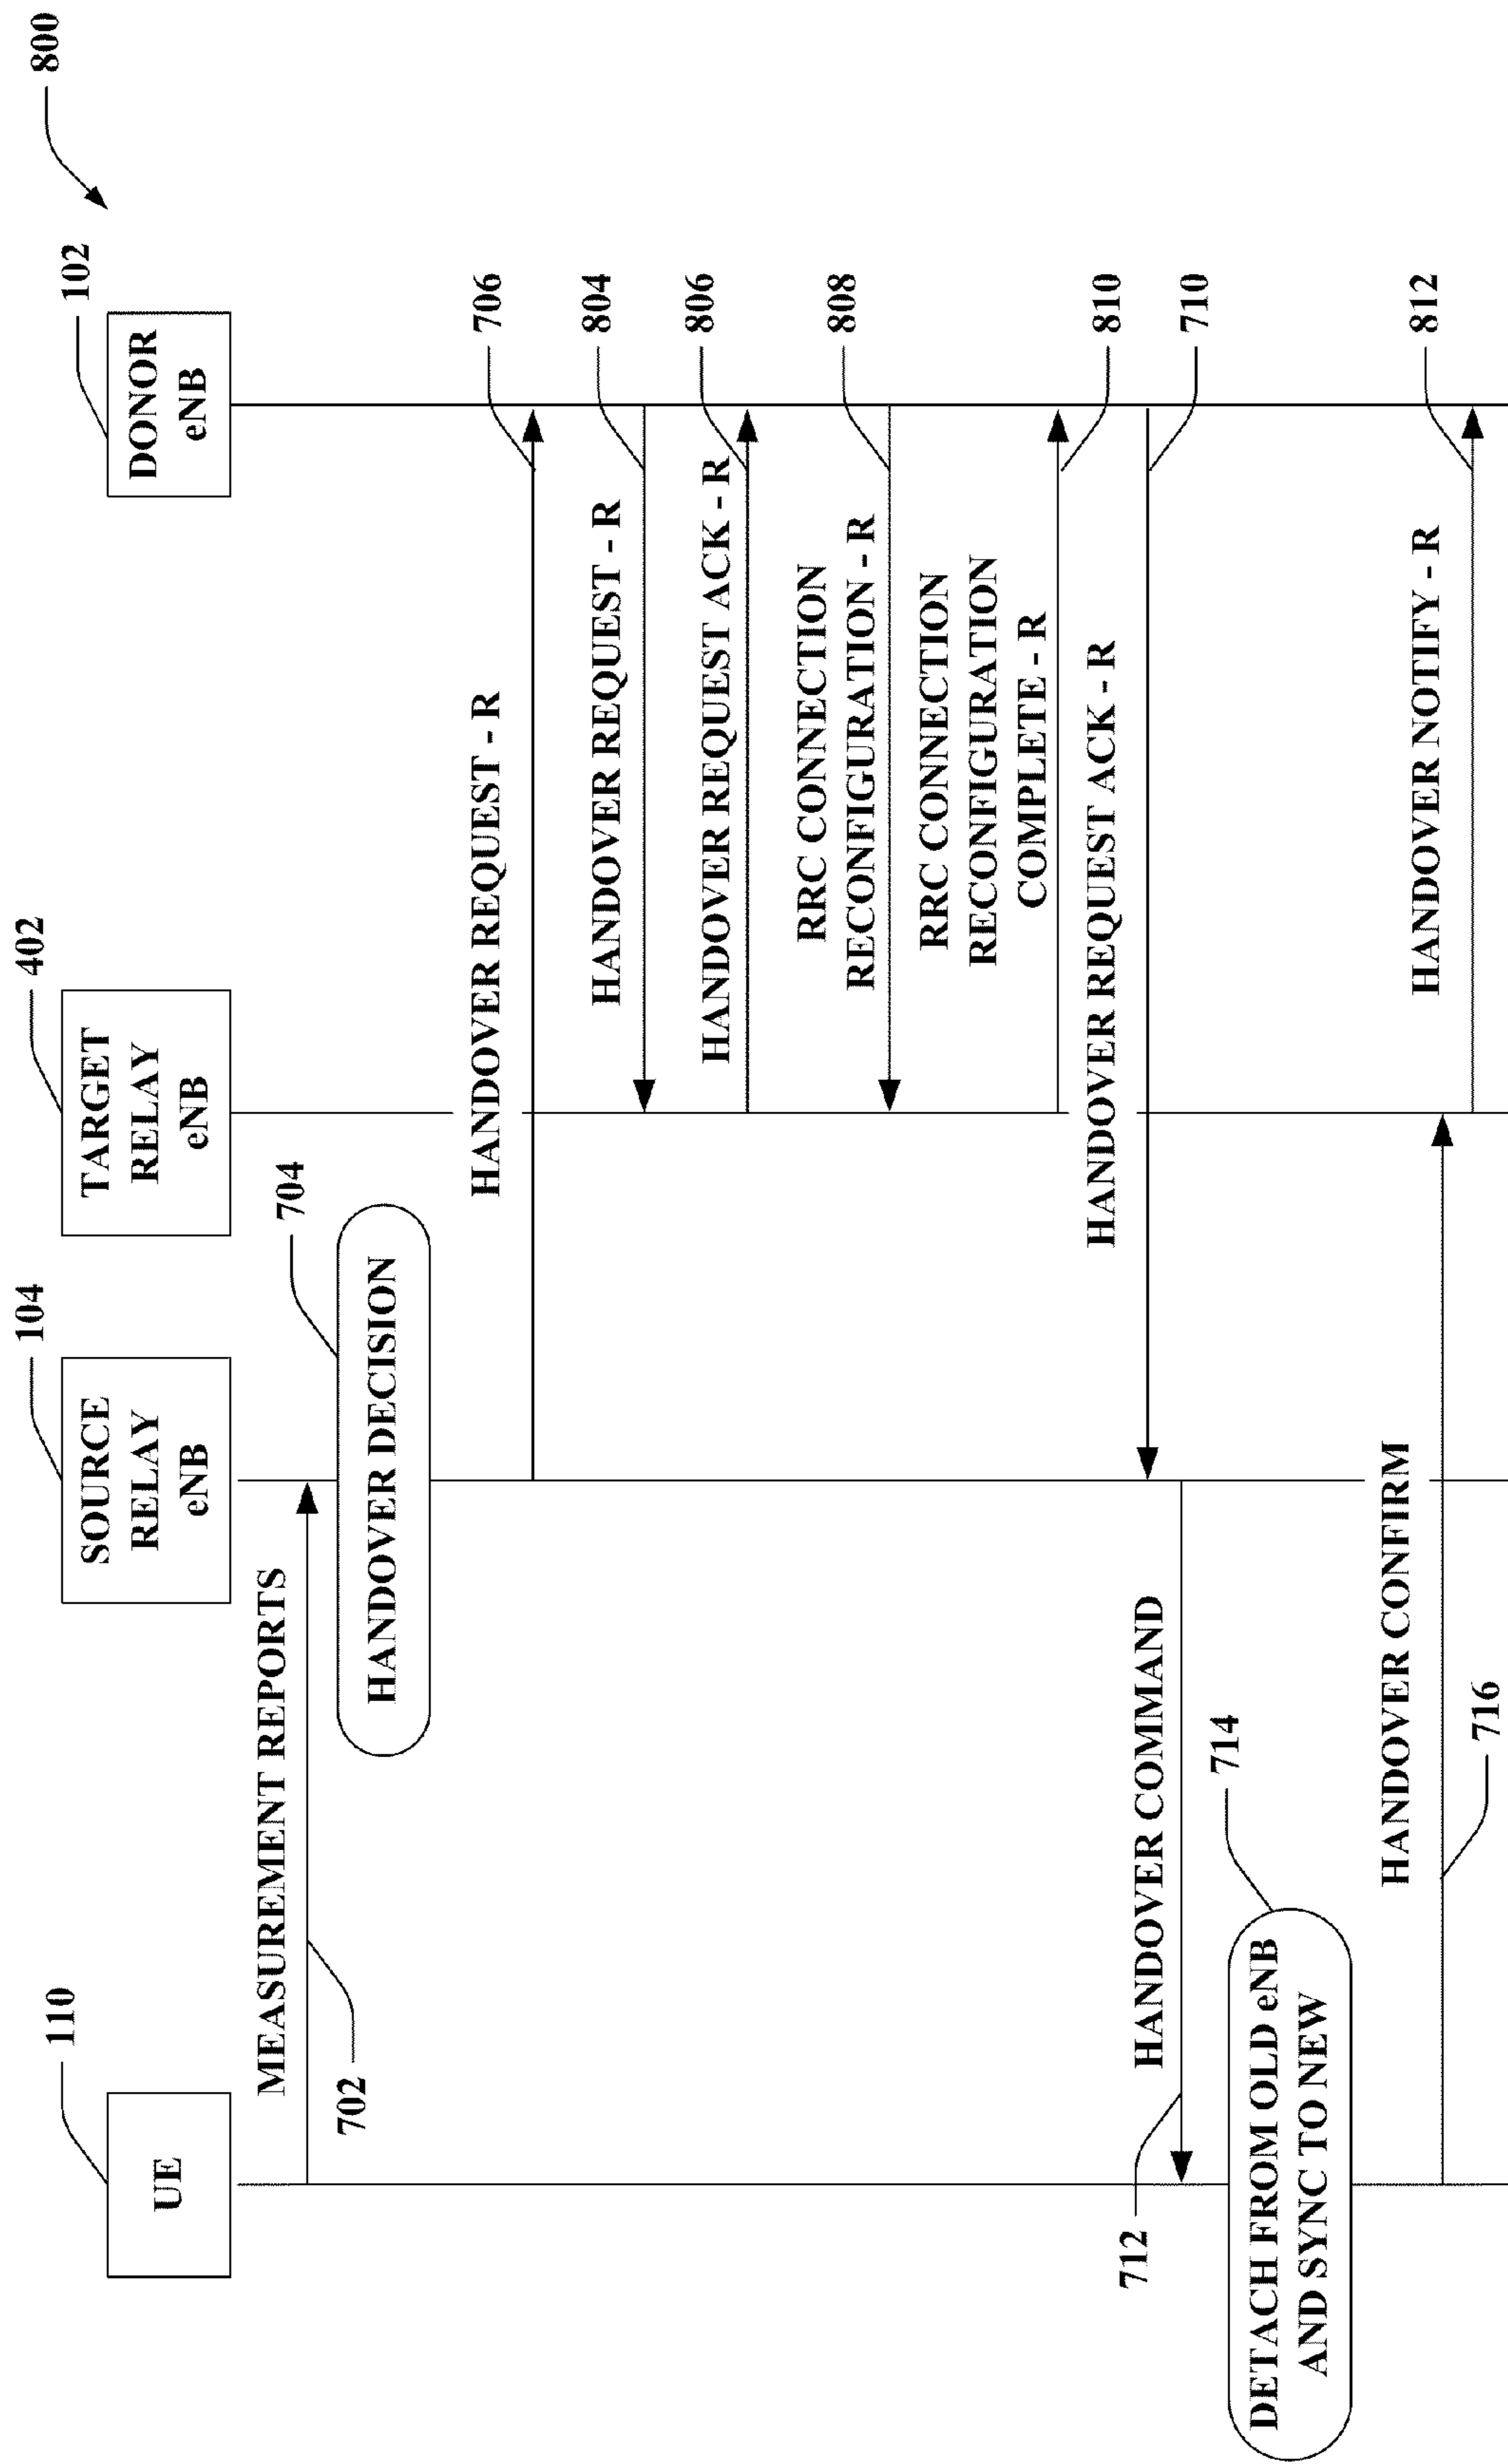 800
110
104
402
102
UE
SOURCE
RELAY
eNB
TARGET
RELAY
eNB
DONOR
eNB
MEASUREMENT REPORTS
702
704
HANDOVER DECISION
HANDOVER REQUEST - R
706
HANDOVER REQUEST - R
804
HANDOVER REQUEST ACK - R
806
RRC CONNECTION
RECONFIGURATION - R
808
RRC CONNECTION
RECONFIGURATION
COMPLETE - R
810
HANDOVER REQUEST ACK - R
710
HANDOVER COMMAND
712
714
DETACH FROM OLD eNB
AND SYNC TO NEW
HANDOVER CONFIRM
716
HANDOVER NOTIFY - R
812